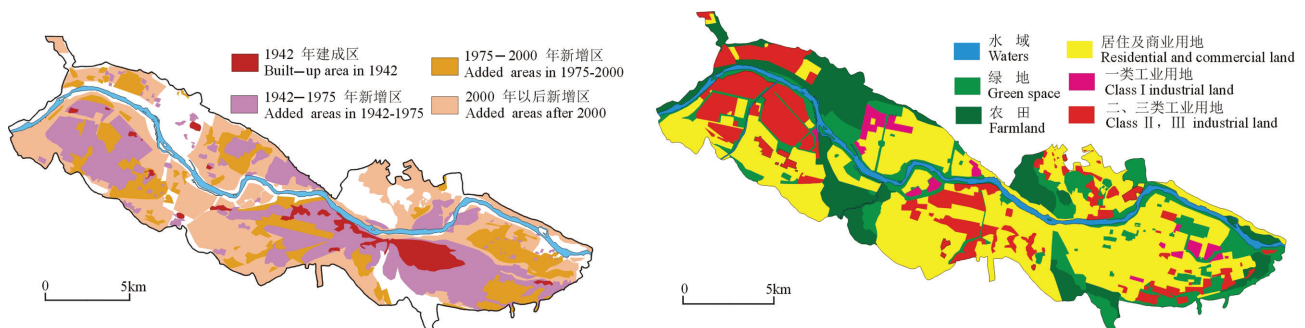 1942 年建成区
Built—up area in 1942
1942—1975 年新增区
Added areas in 1942-1975
1975—2000 年新增区
Added areas in 1975-2000
2000 年以后新增区
Added areas after 2000
0 5km
水 域
Waters
绿 地
Green space
农 田
Farmland
居住及商业用地
Residential and commercial land
一类工业用地
Class I industrial land
二、三类工业用地
Class Ⅱ, Ⅲ industrial land
0 5km